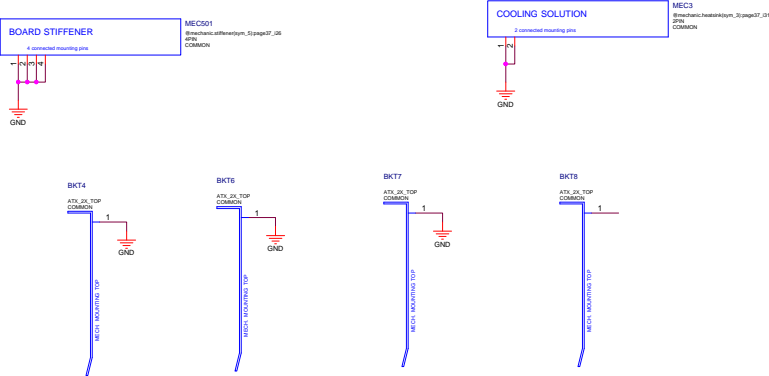 MEC501
BOARD STIFFENER
@mechanic.stiffener(sym_5):page37_i36
4PIN
COMMON
4 connected mounting pins
1
2
3
4
GND
MEC3
COOLING SOLUTION
@mechanic.heatsink(sym_3):page37_i31
2PIN
COMMON
2 connected mounting pins
1
2
GND
BKT4
ATX_2X_TOP
COMMON
1
GND
MECH. MOUNTING TOP
BKT6
ATX_2X_TOP
COMMON
1
GND
MECH. MOUNTING TOP
BKT7
ATX_2X_TOP
COMMON
1
GND
MECH. MOUNTING TOP
BKT8
ATX_2X_TOP
COMMON
1
MECH. MOUNTING TOP